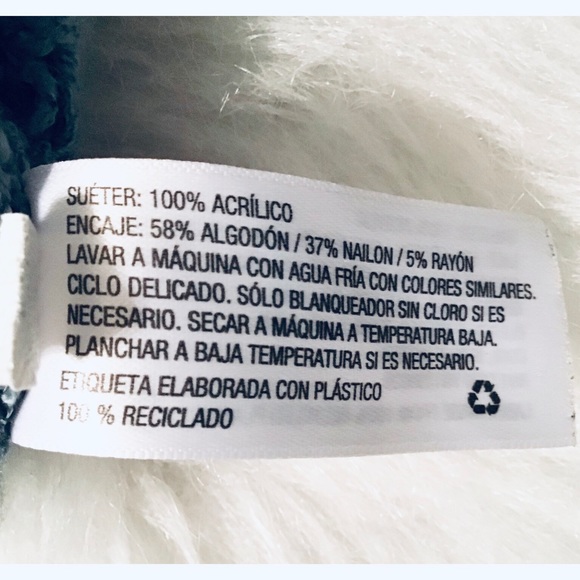 SUÉTER: 100% ACRÍLICO
ENCAJE: 58% ALGODÓN / 37% NAILON / 5% RAYÓN
LAVAR A MÁQUINA CON AGUA FRÍA CON COLORES SIMILARES.
CICLO DELICADO. SÓLO BLANQUEADOR SIN CLORO SI ES
NECESARIO. SECAR A MÁQUINA A TEMPERATURA BAJA.
PLANCHAR A BAJA TEMPERATURA SI ES NECESARIO.
ETIQUETA ELABORADA CON PLÁSTICO
100 % RECICLADO